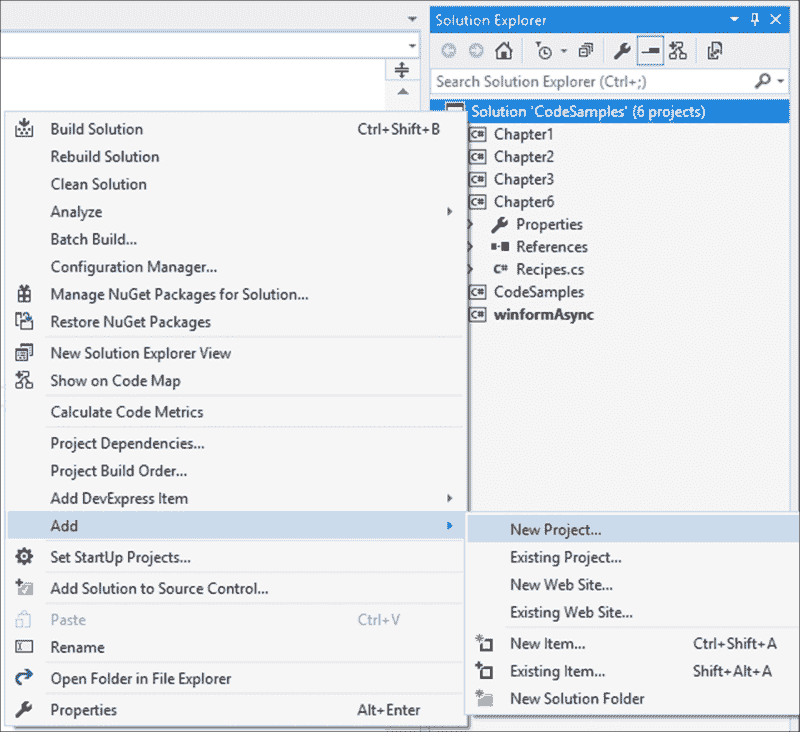 Solution Explorer
Search Solution Explorer (Ctrl+;)
Solution 'CodeSamples' (6 projects)
C# Chapter1
C# Chapter2
C# Chapter3
C# Chapter6
Properties
References
C# Recipes.cs
C# CodeSamples
C# winformAsync
Build Solution Ctrl+Shift+B
Rebuild Solution
Clean Solution
Analyze
Batch Build...
Configuration Manager...
Manage NuGet Packages for Solution...
Restore NuGet Packages
New Solution Explorer View
Show on Code Map
Calculate Code Metrics
Project Dependencies...
Project Build Order...
Add DevExpress Item
Add
Set StartUp Projects...
Add Solution to Source Control...
Paste Ctrl+V
Rename
Open Folder in File Explorer
Properties Alt+Enter
New Project...
Existing Project...
New Web Site...
Existing Web Site...
New Item... Ctrl+Shift+A
Existing Item... Shift+Alt+A
New Solution Folder